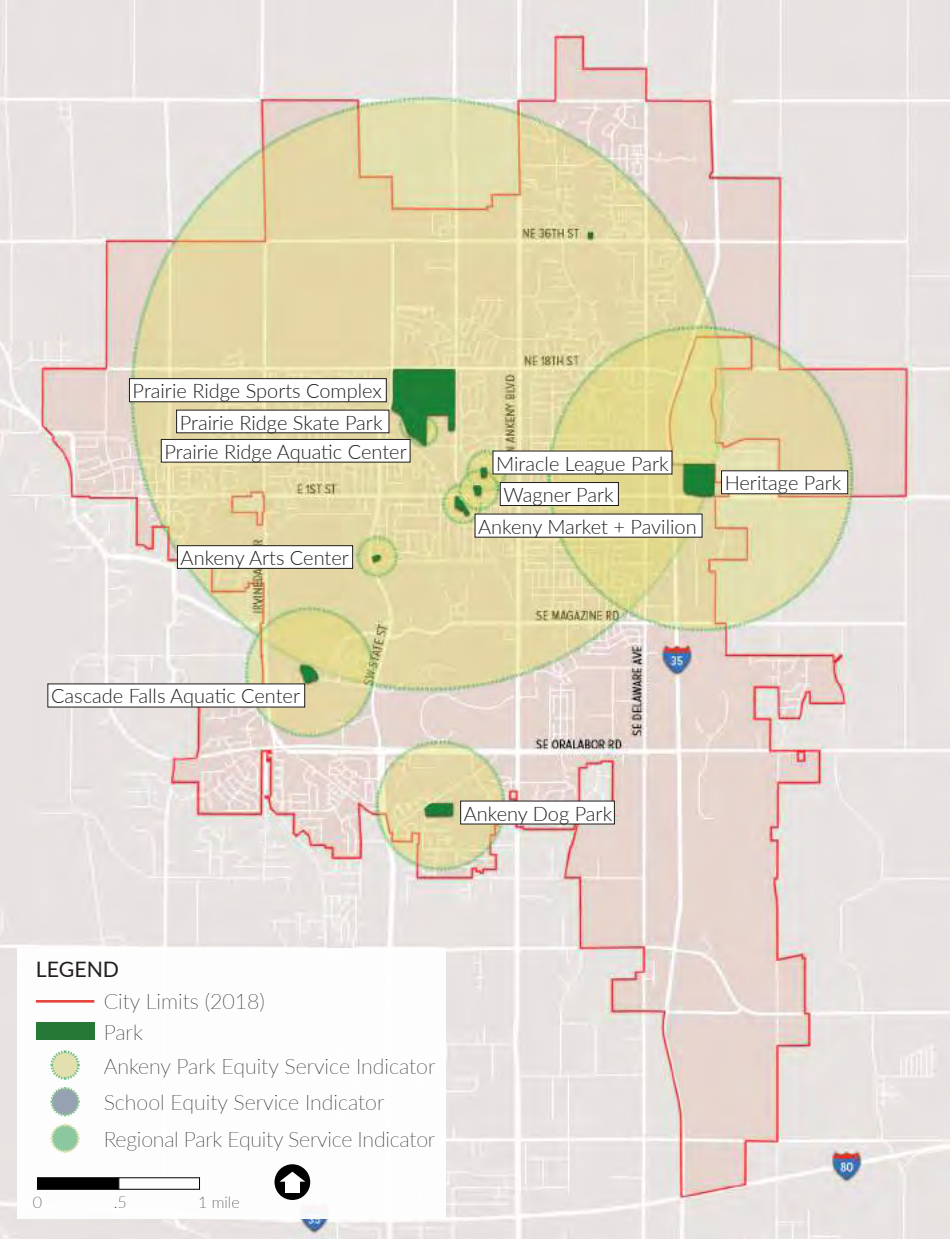 NE 36TH ST
NE 18TH ST
N ANKENY BLVD
Prairie Ridge Sports Complex
Prairie Ridge Skate Park
Prairie Ridge Aquatic Center
Miracle League Park
Heritage Park
E 1ST ST
Wagner Park
Ankeny Market + Pavilion
Ankeny Arts Center
SE MAGAZINE RD
SW STATE ST
35
SE DELAWARE AVE
Cascade Falls Aquatic Center
SE ORALABOR RD
Ankeny Dog Park
LEGEND
City Limits (2018)
Park
Ankeny Park Equity Service Indicator
School Equity Service Indicator
Regional Park Equity Service Indicator
0 .5 1 mile
80
35